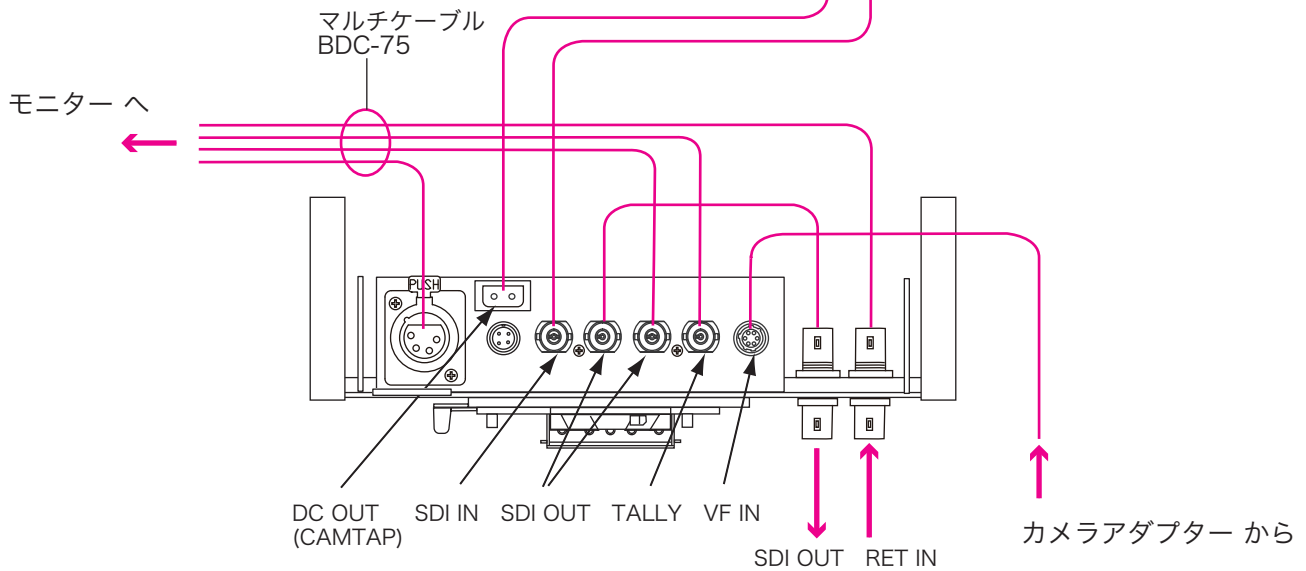 マルチケーブル
BDC-75
モニター へ
PUSH
DC OUT
(CAMTAP)
SDI IN
SDI OUT
TALLY
VF IN
カメラアダプター から
SDI OUT
RET IN